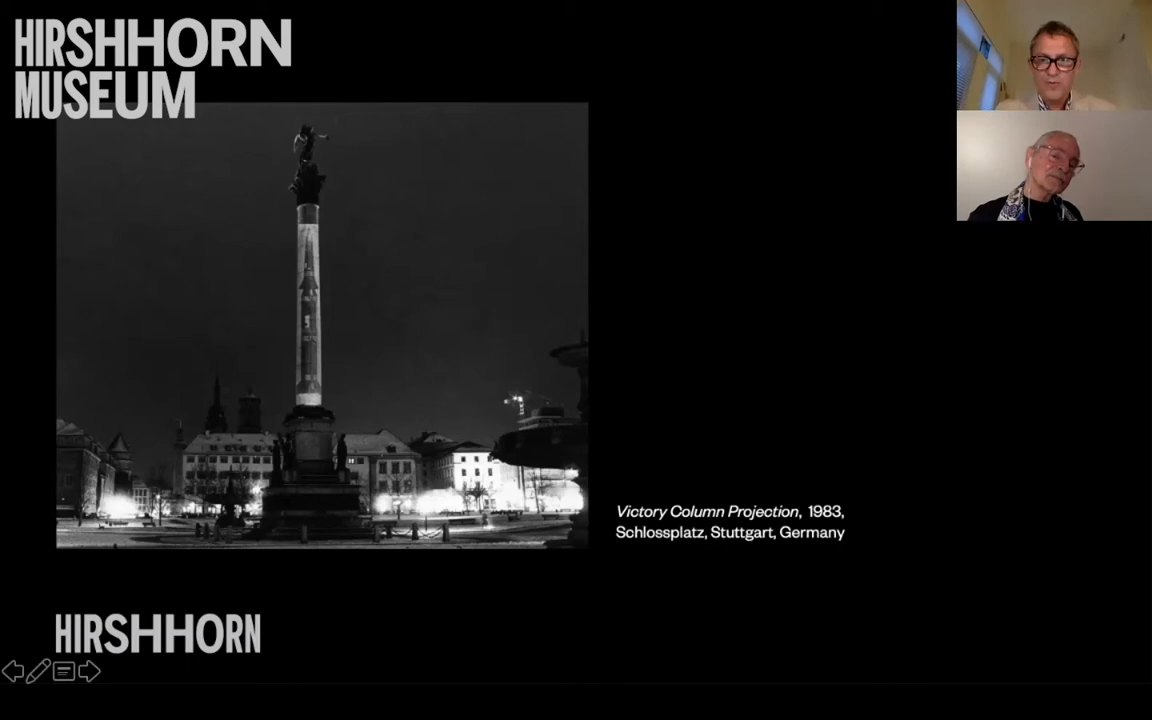 HIRSHHORN
MUSEUM
Victory Column Projection, 1983,
Schlossplatz, Stuttgart, Germany
HIRSHHORN